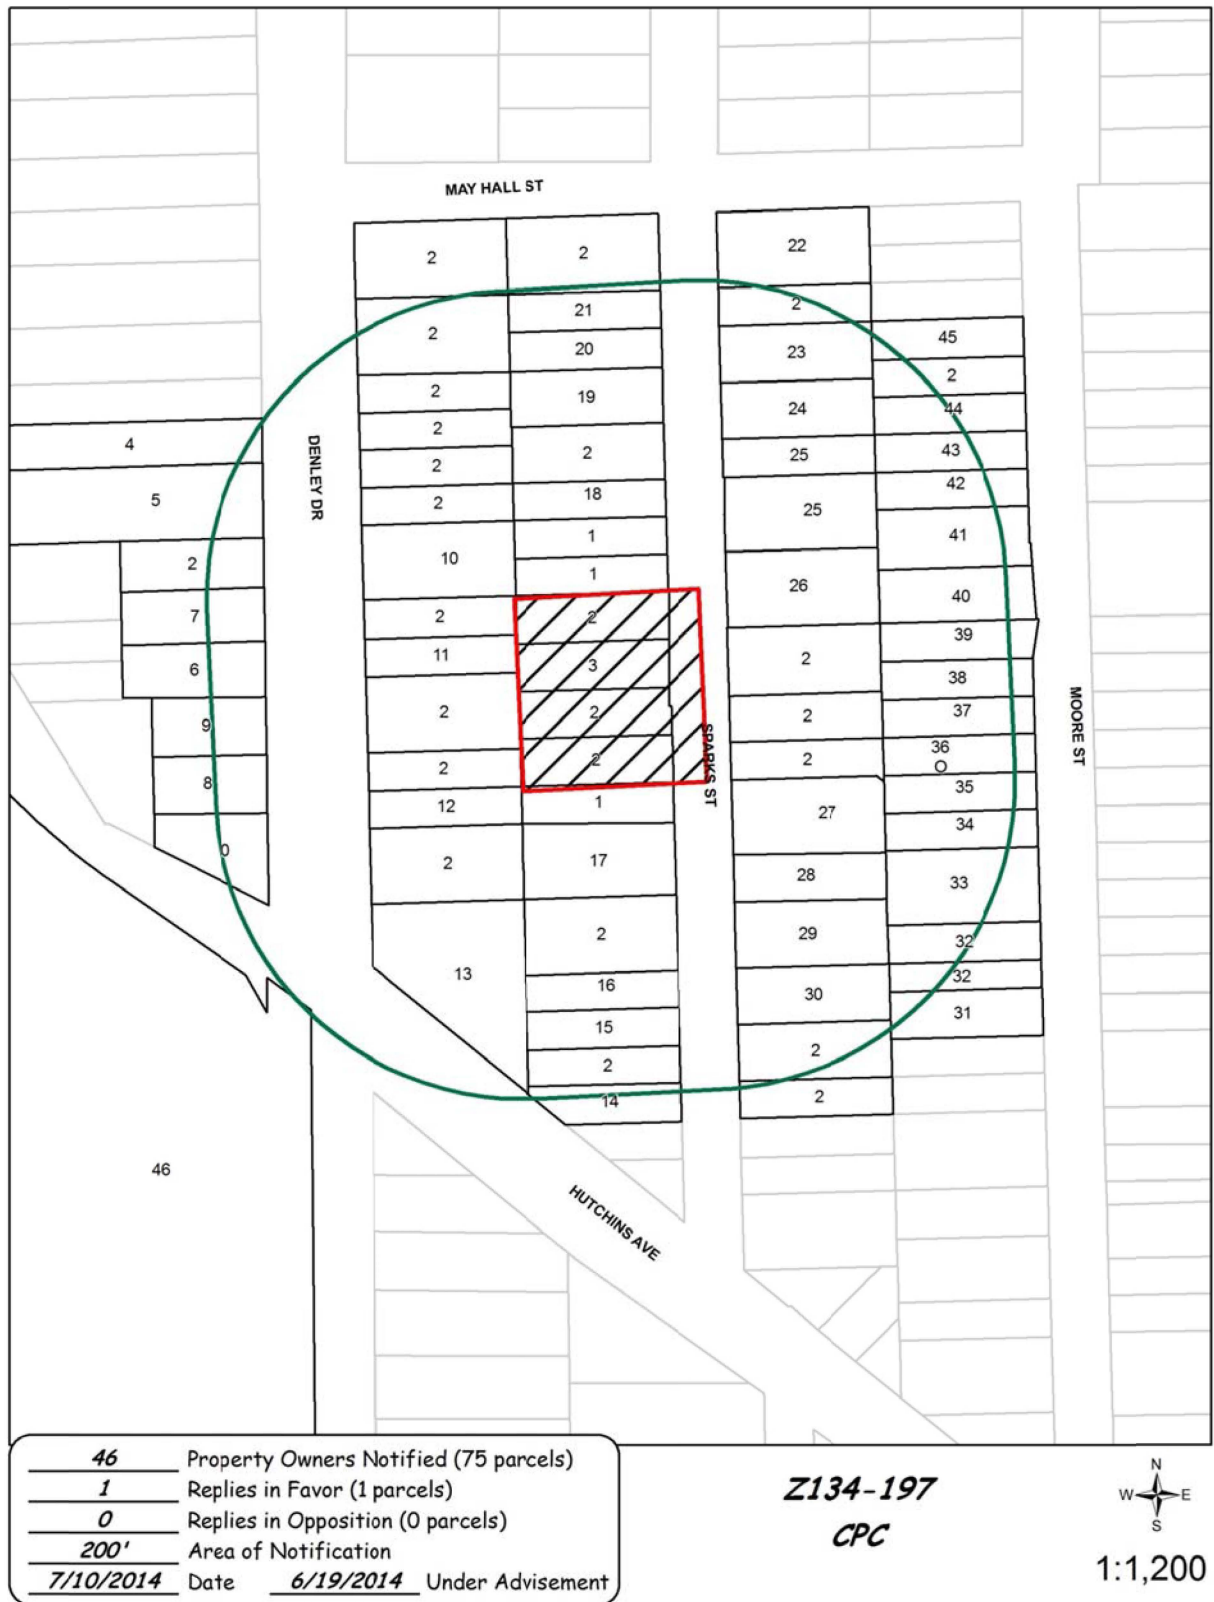 MAY HALL ST
2 2 22
2 21 2
2 20 23 45
2 19 24 2
4 2 2 25 44
5 2 18 25 43
2 10 1 26 42
7 2 1 2 41
6 11 2 2 40
9 2 3 2 39
8 2 2 27 38
0 12 2 28 37
2 1 29 36
13 17 30 35
2 2 34
16 2 33
15 32
2 32
14 31
46
DENLEY DR
SPARKS ST
MOORE ST
HUTCHINS AVE
46 Property Owners Notified (75 parcels)
1 Replies in Favor (1 parcels)
0 Replies in Opposition (0 parcels)
200' Area of Notification
7/10/2014 Date 6/19/2014 Under Advisement
Z134-197
CPC
N
W E
S
1:1,200